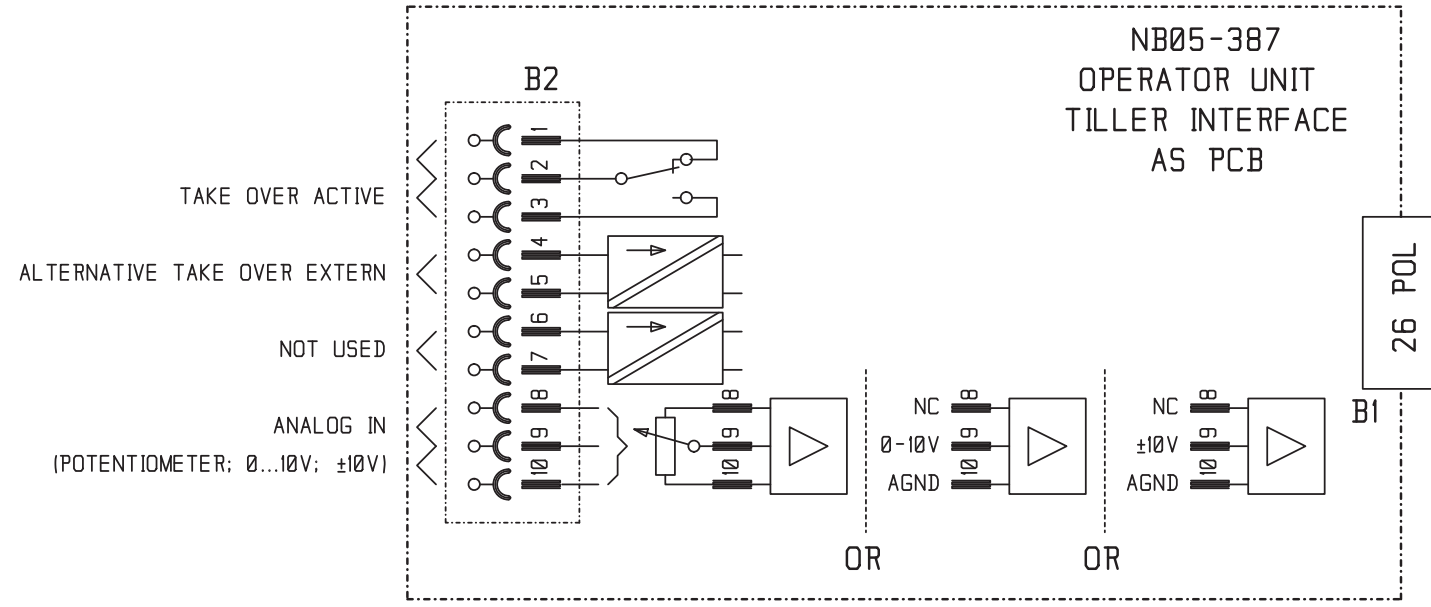 NB05-387
OPERATOR UNIT
TILLER INTERFACE
AS PCB
B2
1
2
3
4
5
6
7
8
9
10
TAKE OVER ACTIVE
ALTERNATIVE TAKE OVER EXTERN
NOT USED
ANALOG IN
(POTENTIOMETER; 0...10V; ±10V)
8
9
10
OR
NC 8
0-10V 9
AGND 10
OR
NC 8
±10V 9
AGND 10
26 POL
B1